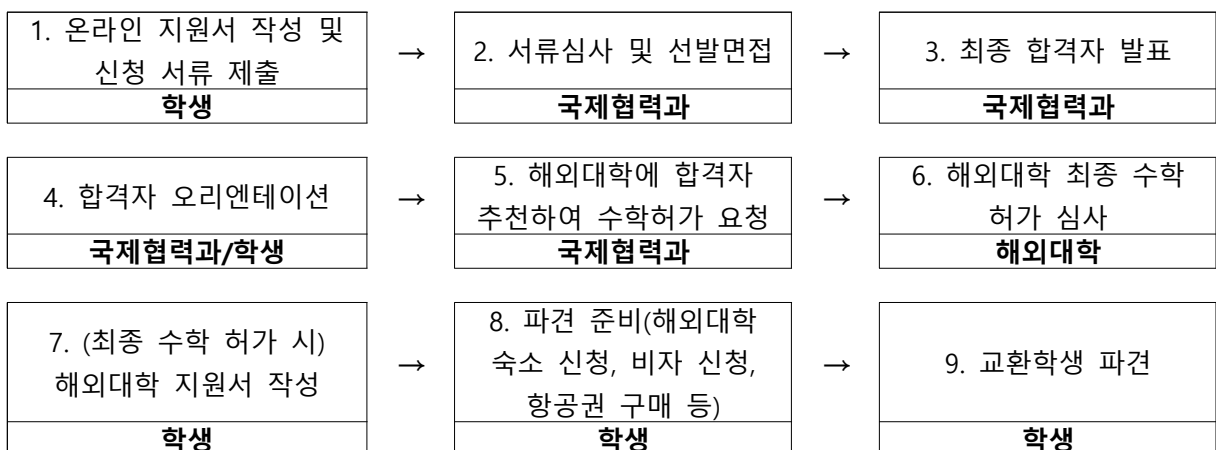 1. 온라인 지원서 작성 및
신청 서류 제출
학생
→
2. 서류심사 및 선발면접
국제협력과
→
3. 최종 합격자 발표
국제협력과
4. 합격자 오리엔테이션
국제협력과/학생
→
5. 해외대학에 합격자
추천하여 수학허가 요청
국제협력과
→
6. 해외대학 최종 수학
허가 심사
해외대학
7. (최종 수학 허가 시)
해외대학 지원서 작성
학생
→
8. 파견 준비(해외대학
숙소 신청, 비자 신청,
항공권 구매 등)
학생
→
9. 교환학생 파견
학생